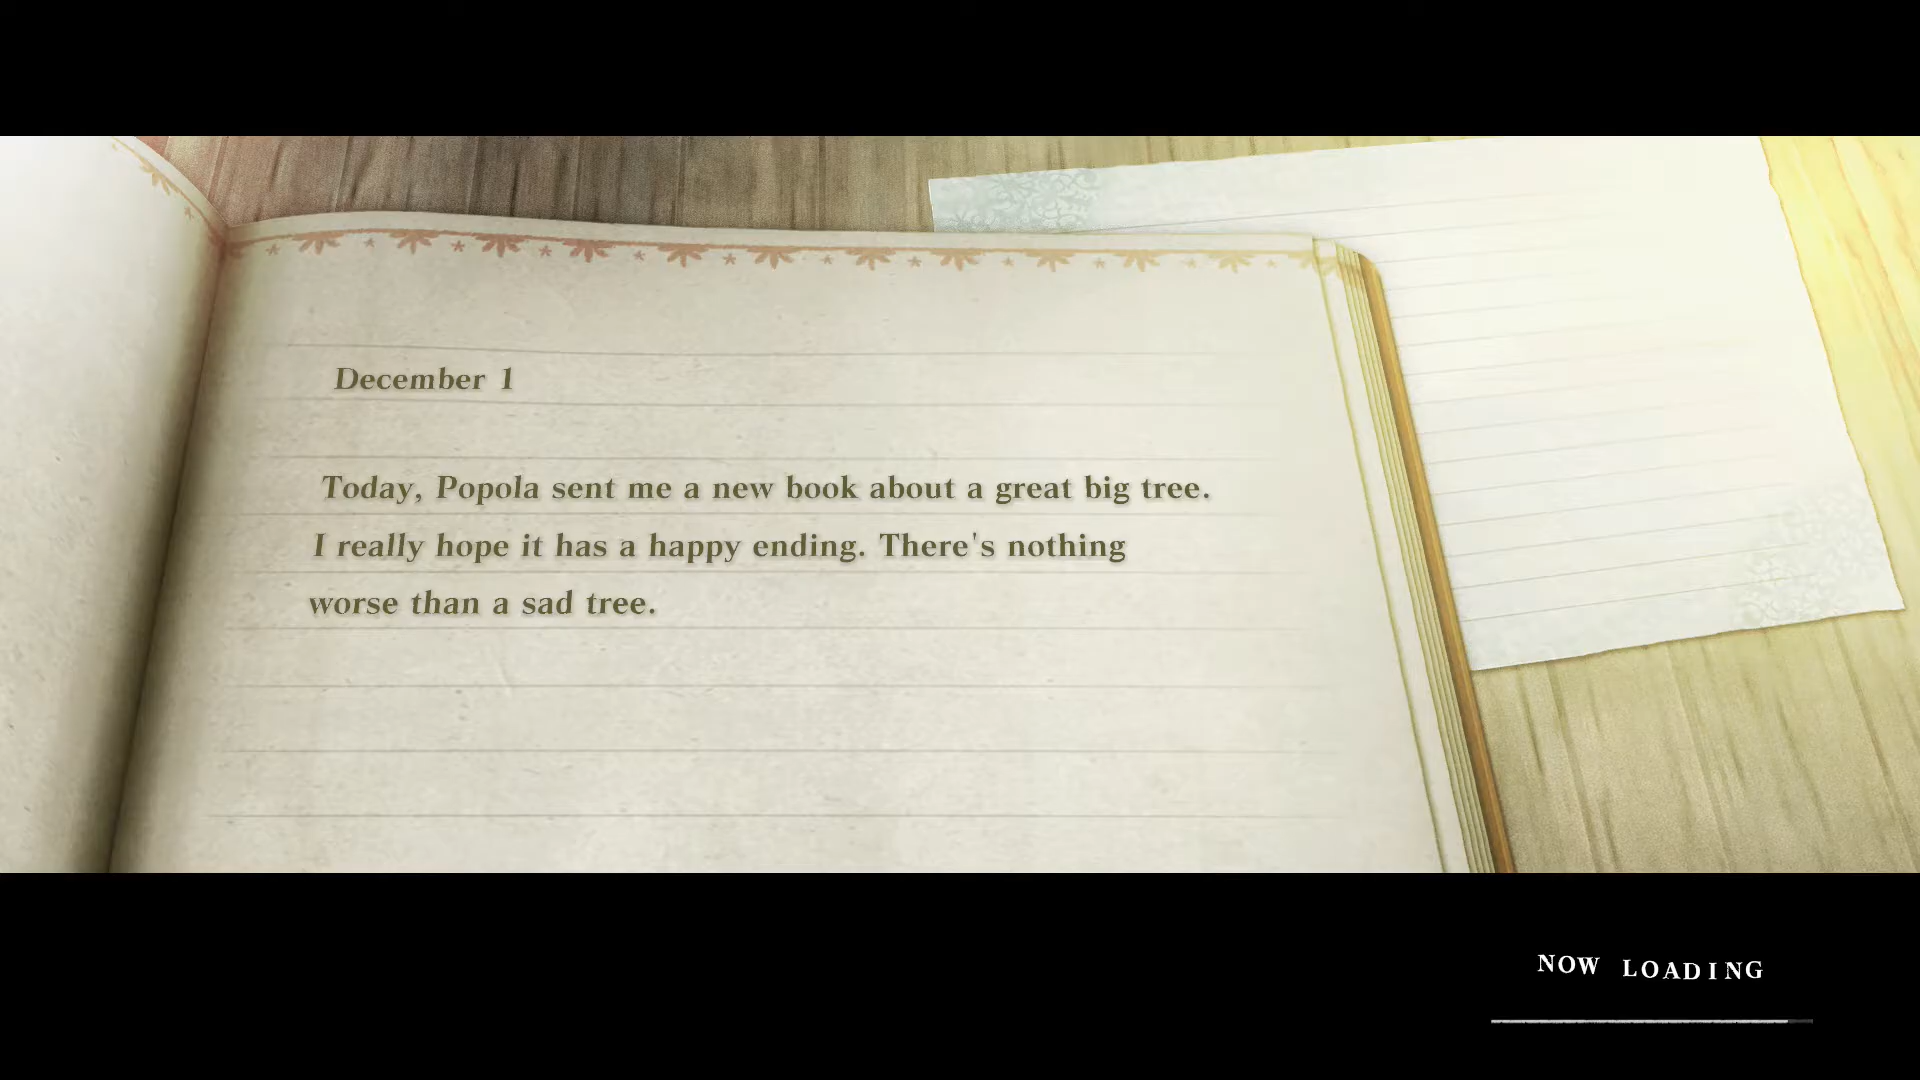 December 1
Today, Popola sent me a new book about a great big tree.
I really hope it has a happy ending. There's nothing
worse than a sad tree.
NOW LOADING